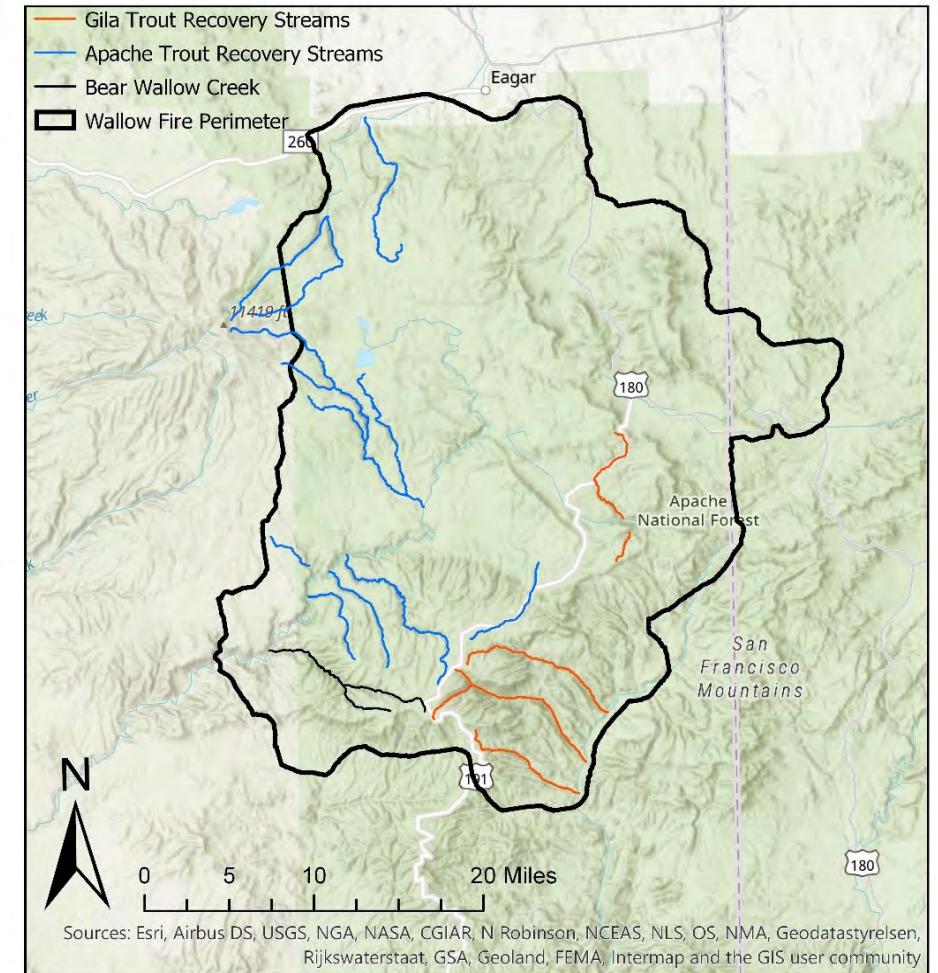 Gila Trout Recovery Streams
Apache Trout Recovery Streams
Bear Wallow Creek
Wallow Fire Perimeter
Eagar
260
11419 ft
eek
er
k
180
Apache
National Forest
San
Francisco
Mountains
191
180
N
0 5 10 20 Miles
Sources: Esri, Airbus DS, USGS, NGA, NASA, CGIAR, N Robinson, NCEAS, NLS, OS, NMA, Geodatastyrelsen,
Rijkswaterstaat, GSA, Geoland, FEMA, Intermap and the GIS user community